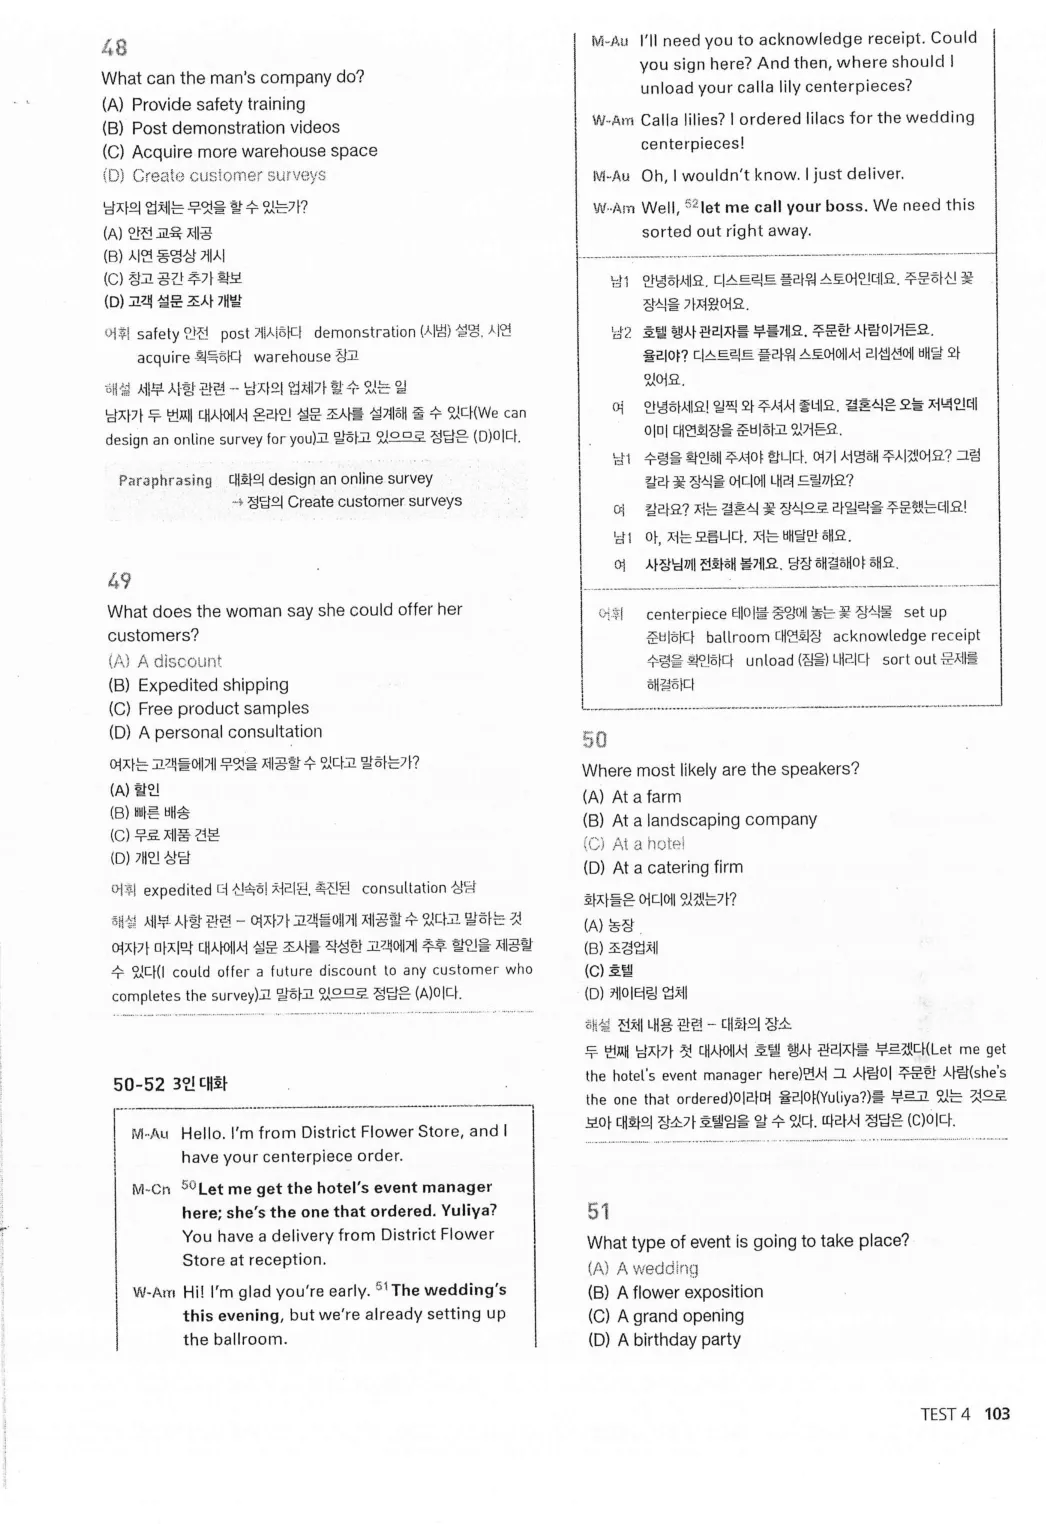 48
What can the man's company do?
(A) Provide safety training
(B) Post demonstration videos
(C) Acquire more warehouse space
(D) Create customer surveys
남자의 업체는 무엇을 할 수 있는가?
(A) 안전 교육 제공
(B) 시연 동영상 게시
(C) 창고 공간 추가 확보
(D) 고객 설문 조사 개발
어휘 safety 안전 post 게시하다 demonstration (시범) 설명, 시연
acquire 획득하다 warehouse 창고
해설 세부 사항 관련 – 남자의 업체가 할 수 있는 일
남자가 두 번째 대사에서 온라인 설문 조사를 설계해 줄 수 있다(We can
design an online survey for you)고 말하고 있으므로 정답은 (D)이다.
Paraphrasing 대화의 design an online survey
→ 정답의 Create customer surveys
49
What does the woman say she could offer her
customers?
(A) A discount
(B) Expedited shipping
(C) Free product samples
(D) A personal consultation
여자는 고객들에게 무엇을 제공할 수 있다고 말하는가?
(A) 할인
(B) 빠른 배송
(C) 무료 제품 견본
(D) 개인 상담
어휘 expedited 더 신속히 처리된, 촉진된 consultation 상담
해설 세부 사항 관련 – 여자가 고객들에게 제공할 수 있다고 말하는 것
여자가 마지막 대사에서 설문 조사를 작성한 고객에게 추후 할인을 제공할
수 있다(I could offer a future discount to any customer who
completes the survey)고 말하고 있으므로 정답은 (A)이다.
50-52 3인 대화
M-Au Hello. I'm from District Flower Store, and I
have your centerpiece order.
M-Cn 50Let me get the hotel's event manager
here; she's the one that ordered. Yuliya?
You have a delivery from District Flower
Store at reception.
W-Am Hi! I'm glad you're early. 51The wedding's
this evening, but we're already setting up
the ballroom.
M-Au I'll need you to acknowledge receipt. Could
you sign here? And then, where should I
unload your calla lily centerpieces?
W-Am Calla lilies? I ordered lilacs for the wedding
centerpieces!
M-Au Oh, I wouldn't know. I just deliver.
W-Am Well, 52let me call your boss. We need this
sorted out right away.
남1 안녕하세요. 디스트릭트 플라워 스토어인데요. 주문하신 꽃
장식을 가져왔어요.
남2 호텔 행사 관리자를 부를게요. 주문한 사람이거든요.
율리야? 디스트릭트 플라워 스토어에서 리셉션에 배달 와
있어요.
여 안녕하세요! 일찍 와 주셔서 좋네요. 결혼식은 오늘 저녁인데
이미 대연회장을 준비하고 있거든요.
남1 수령을 확인해 주셔야 합니다. 여기 서명해 주시겠어요? 그럼
칼라 꽃 장식을 어디에 내려 드릴까요?
여 칼라요? 저는 결혼식 꽃 장식으로 라일락을 주문했는데요!
남1 아, 저는 모릅니다. 저는 배달만 해요.
여 사장님께 전화해 볼게요. 당장 해결해야 해요.
어휘 centerpiece 테이블 중앙에 놓는 꽃 장식물 set up
준비하다 ballroom 대연회장 acknowledge receipt
수령을 확인하다 unload (짐을) 내리다 sort out 문제를
해결하다
50
Where most likely are the speakers?
(A) At a farm
(B) At a landscaping company
(C) At a hotel
(D) At a catering firm
화자들은 어디에 있겠는가?
(A) 농장
(B) 조경업체
(C) 호텔
(D) 케이터링 업체
해설 전체 내용 관련 – 대화의 장소
두 번째 남자가 첫 대사에서 호텔 행사 관리자를 부르겠다(Let me get
the hotel's event manager here)면서 그 사람이 주문한 사람(she's
the one that ordered)이라며 율리야(Yuliya?)를 부르고 있는 것으로
보아 대화의 장소가 호텔임을 알 수 있다. 따라서 정답은 (C)이다.
51
What type of event is going to take place?
(A) A wedding
(B) A flower exposition
(C) A grand opening
(D) A birthday party
TEST 4 103